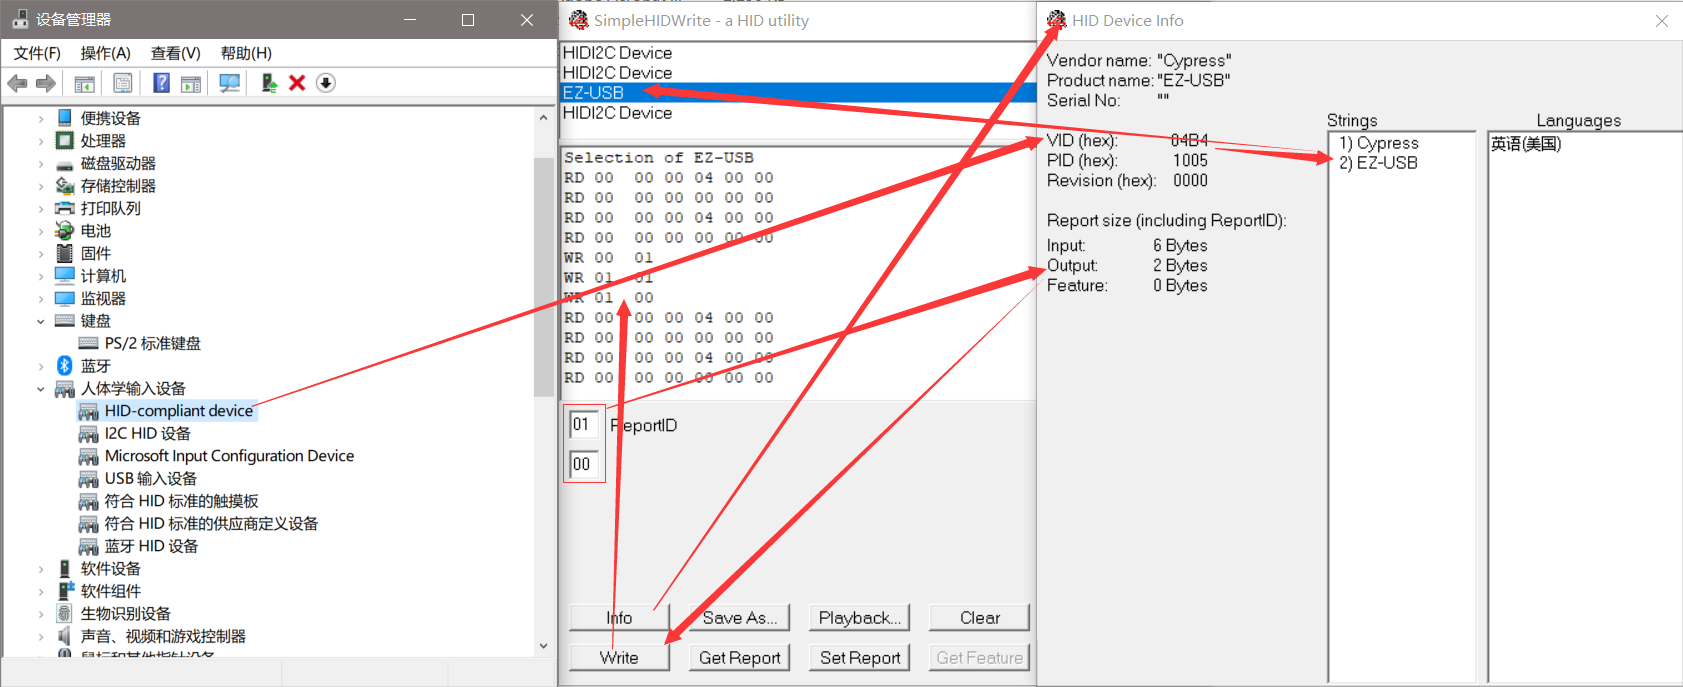 设备管理器
文件(F) 操作(A) 查看(V) 帮助(H)
便携设备
处理器
磁盘驱动器
存储控制器
打印队列
电池
固件
计算机
监视器
键盘
PS/2 标准键盘
蓝牙
人体学输入设备
HID-compliant device
I2C HID 设备
Microsoft Input Configuration Device
USB 输入设备
符合 HID 标准的触摸板
符合 HID 标准的供应商定义设备
蓝牙 HID 设备
软件设备
软件组件
生物识别设备
声音、视频和游戏控制器
鼠标和其他指针设备
SimpleHIDWrite - a HID utility
HIDI2C Device
HIDI2C Device
EZ-USB
HIDI2C Device
Selection of EZ-USB
RD 00 00 00 04 00 00
RD 00 00 00 00 00 00
RD 00 00 00 04 00 00
RD 00 00 00 00 00 00
WR 00 01
WR 01 01
WR 01 00
RD 00 00 00 04 00 00
RD 00 00 00 00 00 00
RD 00 00 00 04 00 00
RD 00 00 00 00 00 00
01 ReportID
00
Info Save As... Playback... Clear
Write Get Report Set Report Get Feature
HID Device Info
Vendor name: "Cypress"
Product name: "EZ-USB"
Serial No: ""
VID (hex): 04B4
PID (hex): 1005
Revision (hex): 0000
Report size (including ReportID):
Input: 6 Bytes
Output: 2 Bytes
Feature: 0 Bytes
Strings
1) Cypress
2) EZ-USB
Languages
英语(美国)